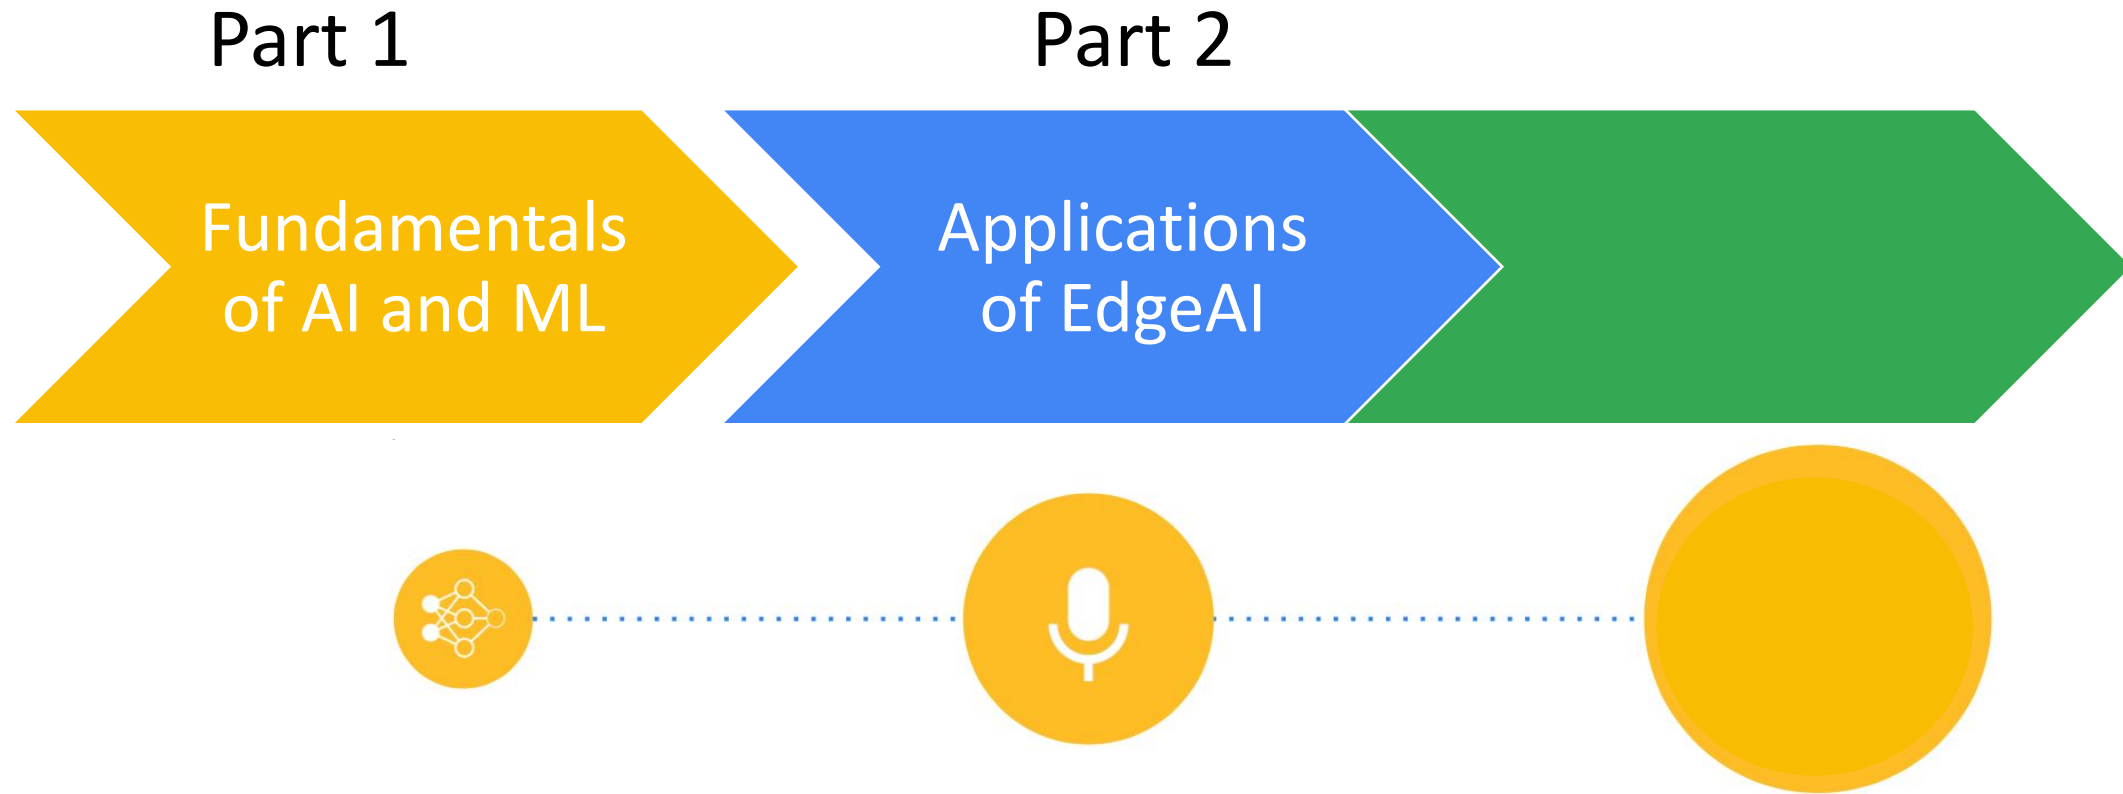 Part 1
Part 2
Fundamentals
of AI and ML
Applications
of EdgeAI